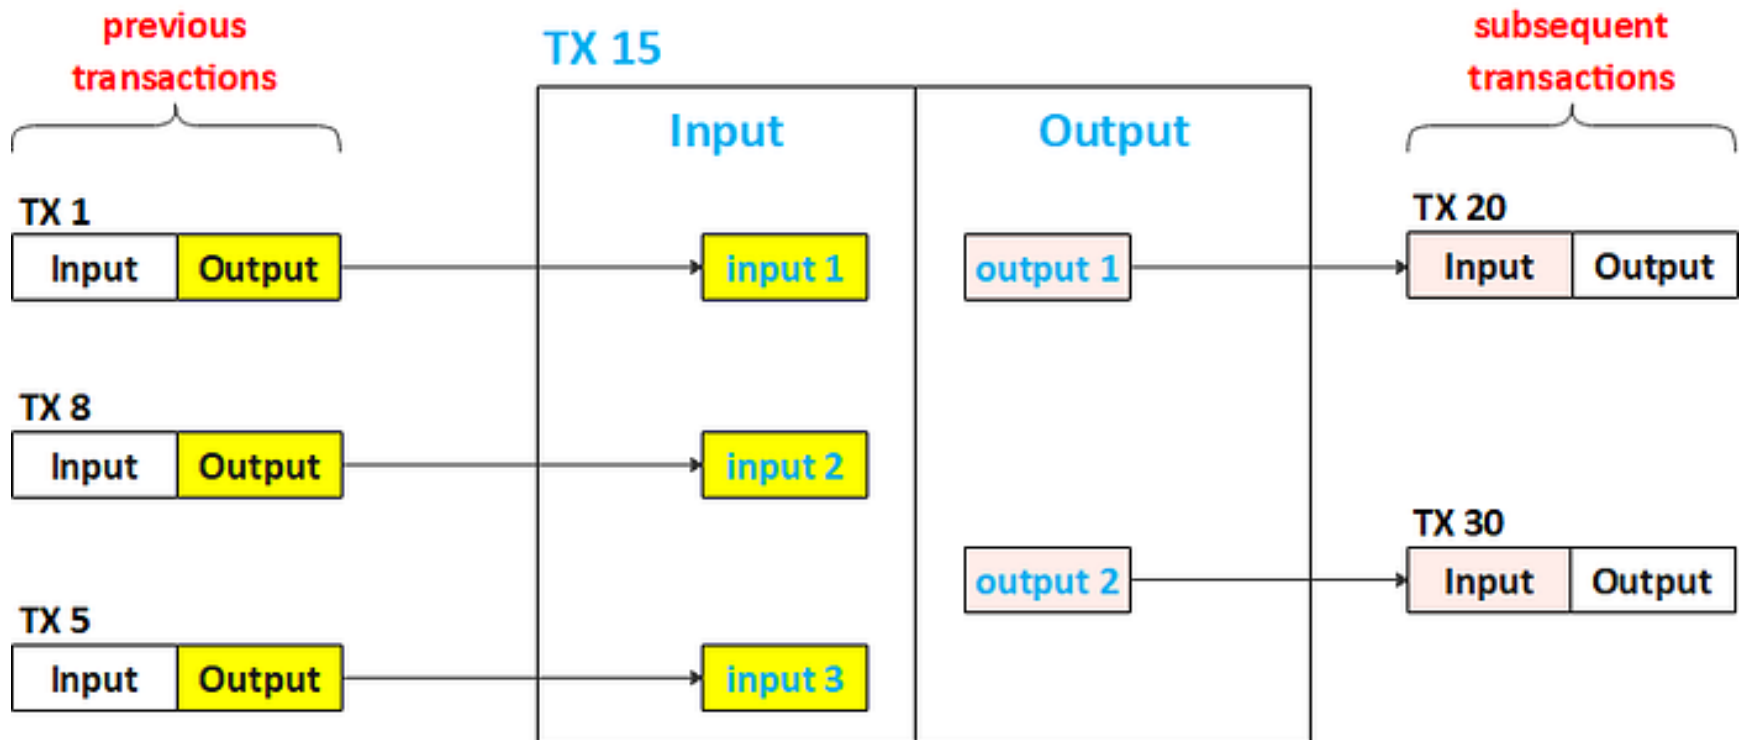 previous
transactions
TX 15
subsequent
transactions
Input
Output
TX 1
Input
Output
input 1
output 1
TX 20
Input
Output
TX 8
Input
Output
input 2
TX 30
output 2
Input
Output
TX 5
Input
Output
input 3